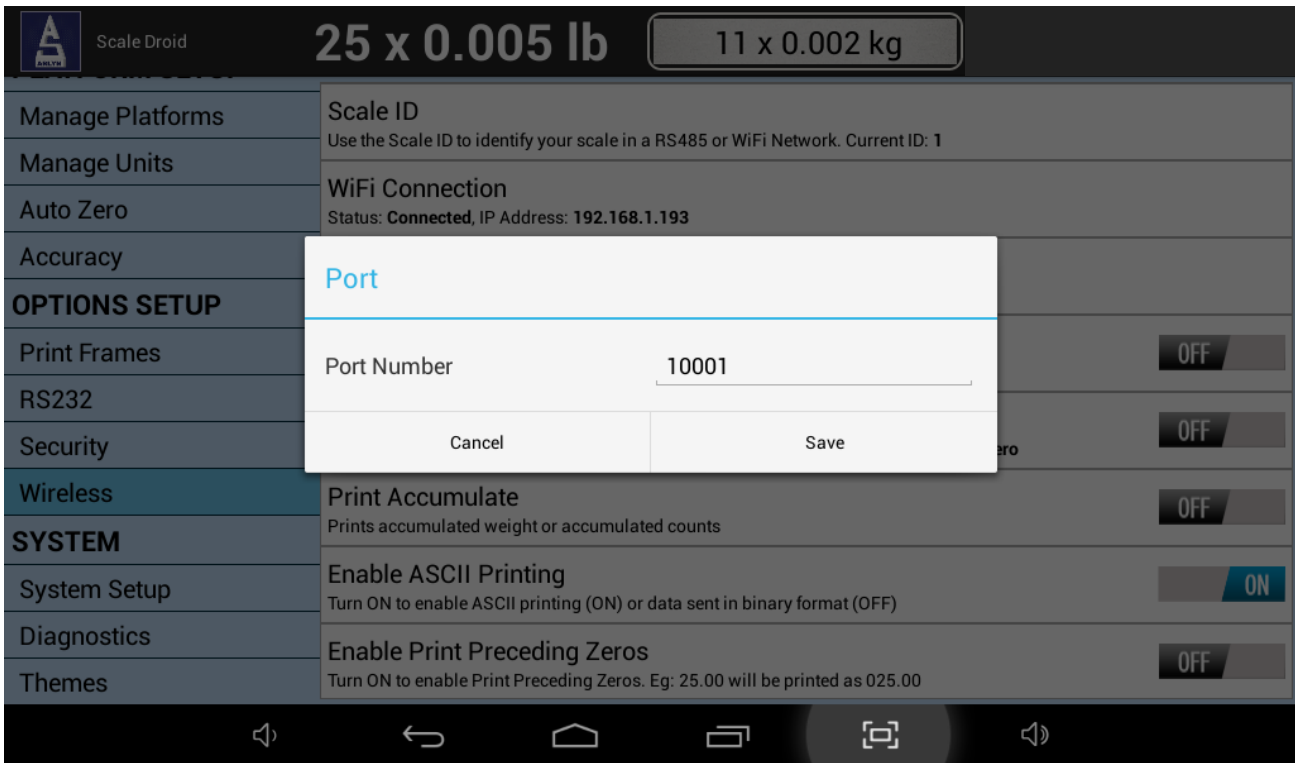 Scale Droid
25 x 0.005 lb
11 x 0.002 kg
Manage Platforms
Manage Units
Auto Zero
Accuracy
OPTIONS SETUP
Print Frames
RS232
Security
Wireless
SYSTEM
System Setup
Diagnostics
Themes
Scale ID
Use the Scale ID to identify your scale in a RS485 or WiFi Network. Current ID: 1
WiFi Connection
Status: Connected, IP Address: 192.168.1.193
Port
Port Number 10001
Cancel Save
OFF
OFF
Print Accumulate
Prints accumulated weight or accumulated counts
OFF
Enable ASCII Printing
Turn ON to enable ASCII printing (ON) or data sent in binary format (OFF)
ON
Enable Print Preceding Zeros
Turn ON to enable Print Preceding Zeros. Eg: 25.00 will be printed as 025.00
OFF